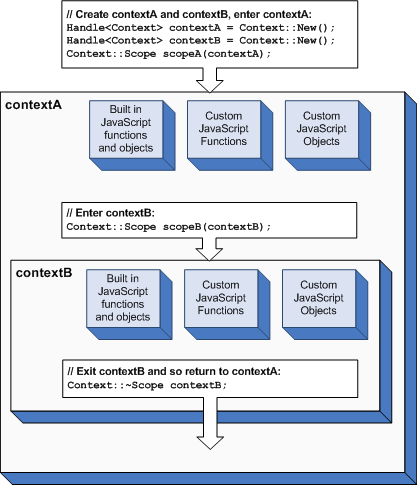 // Create contextA and contextB, enter contextA:
Handle<Context> contextA = Context::New();
Handle<Context> contextB = Context::New();
Context::Scope scopeA(contextA);
contextA
Built in
JavaScript
functions
and objects
Custom
JavaScript
Functions
Custom
JavaScript
Objects
// Enter contextB:
Context::Scope scopeB(contextB);
contextB
Built in
JavaScript
functions
and objects
Custom
JavaScript
Functions
Custom
JavaScript
Objects
// Exit contextB and so return to contextA:
Context::~Scope contextB;